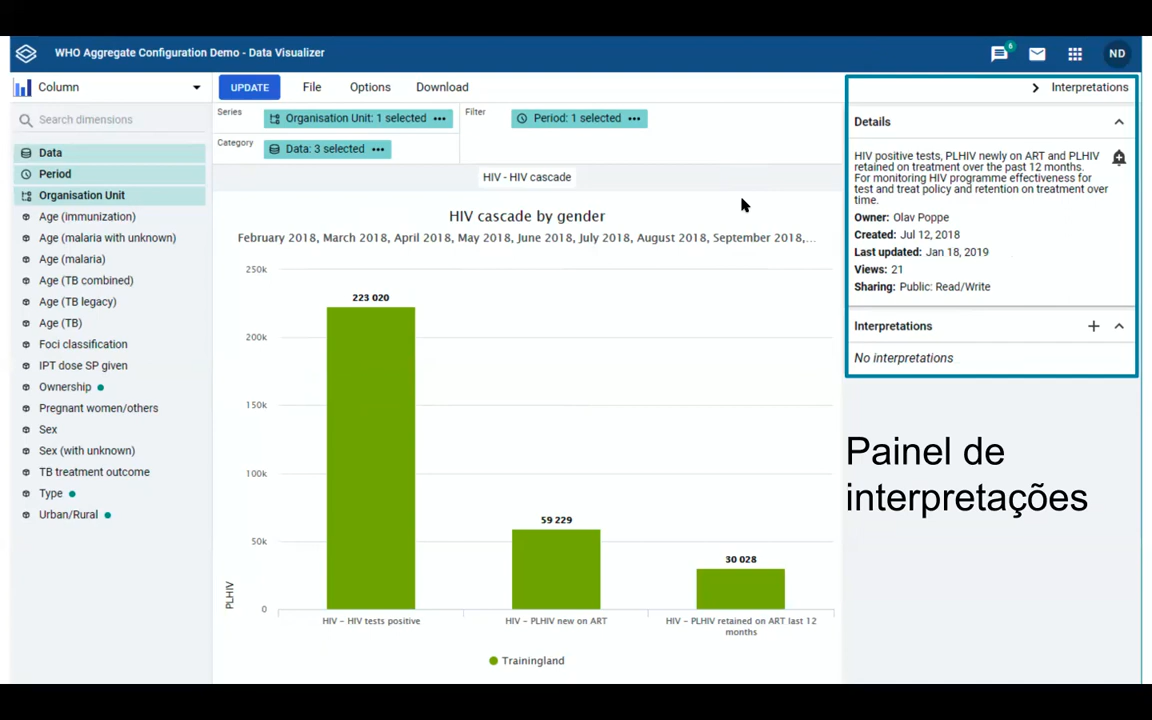 WHO Aggregate Configuration Demo - Data Visualizer
6
ND
Column
UPDATE
File
Options
Download
Interpretations
Search dimensions
Series
Organisation Unit: 1 selected
Filter
Period: 1 selected
Category
Data: 3 selected
Data
Period
Organisation Unit
Age (immunization)
Age (malaria with unknown)
Age (malaria)
Age (TB combined)
Age (TB legacy)
Age (TB)
Foci classification
IPT dose SP given
Ownership
Pregnant women/others
Sex
Sex (with unknown)
TB treatment outcome
Type
Urban/Rural
HIV - HIV cascade
HIV cascade by gender
February 2018, March 2018, April 2018, May 2018, June 2018, July 2018, August 2018, September 2018,...
250k
200k
150k
100k
50k
0
PLHIV
223 020
59 229
30 028
HIV - HIV tests positive
HIV - PLHIV new on ART
HIV - PLHIV retained on ART last 12
months
Trainingland
Details
HIV positive tests, PLHIV newly on ART and PLHIV
retained on treatment over the past 12 months.
For monitoring HIV programme effectiveness for
test and treat policy and retention on treatment over
time.
Owner: Olav Poppe
Created: Jul 12, 2018
Last updated: Jan 18, 2019
Views: 21
Sharing: Public: Read/Write
Interpretations
No interpretations
Painel de
interpretações